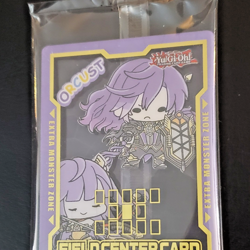 Yu-Gi-Oh!
ORCUST
EXTRA MONSTER ZONE
EXTRA MONSTER ZONE
FIELD CENTER CARD